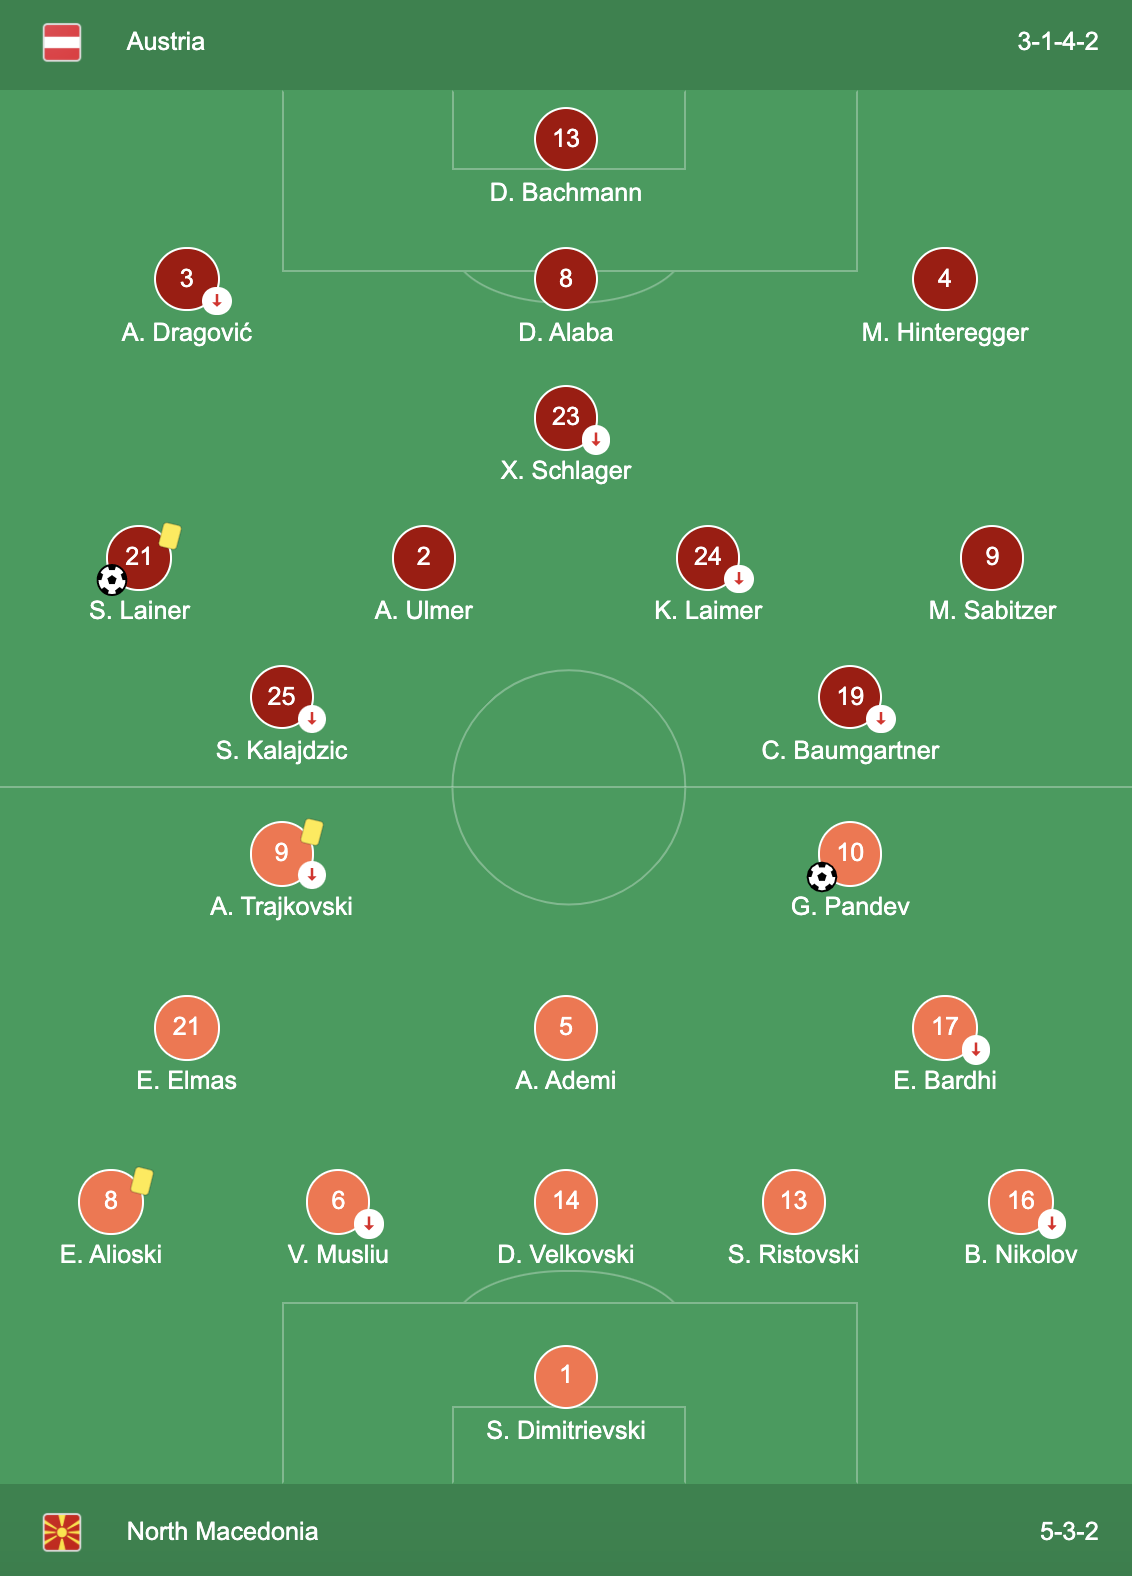 Austria 3-1-4-2
13
D. Bachmann
3 8 4
A. Dragović D. Alaba M. Hinteregger
23
X. Schlager
21 2 24 9
S. Lainer A. Ulmer K. Laimer M. Sabitzer
25 19
S. Kalajdzic C. Baumgartner
9 10
A. Trajkovski G. Pandev
21 5 17
E. Elmas A. Ademi E. Bardhi
8 6 14 13 16
E. Alioski V. Musliu D. Velkovski S. Ristovski B. Nikolov
1
S. Dimitrievski
North Macedonia 5-3-2